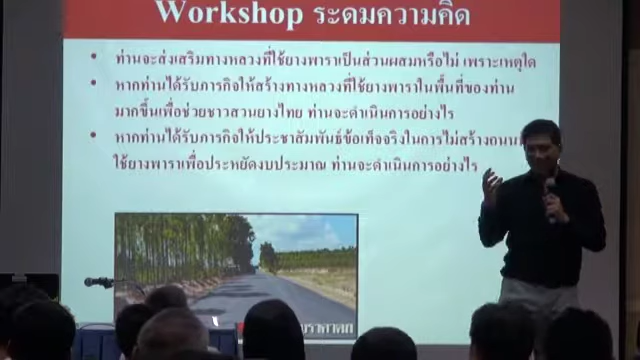 Workshop ระดมความคิด
• ท่านจะส่งเสริมทางหลวงที่ใช้ยางพาราเป็นส่วนผสมหรือไม่ เพราะเหตุใด
• หากท่านได้รับภารกิจให้สร้างทางหลวงที่ใช้ยางพาราในพื้นที่ของท่าน
มากขึ้นเพื่อช่วยชาวสวนยางไทย ท่านจะดำเนินการอย่างไร
• หากท่านได้รับภารกิจให้ประชาสัมพันธ์ข้อเท็จจริงในการไม่สร้างถนน
ใช้ยางพาราเพื่อประหยัดงบประมาณ ท่านจะดำเนินการอย่างไร